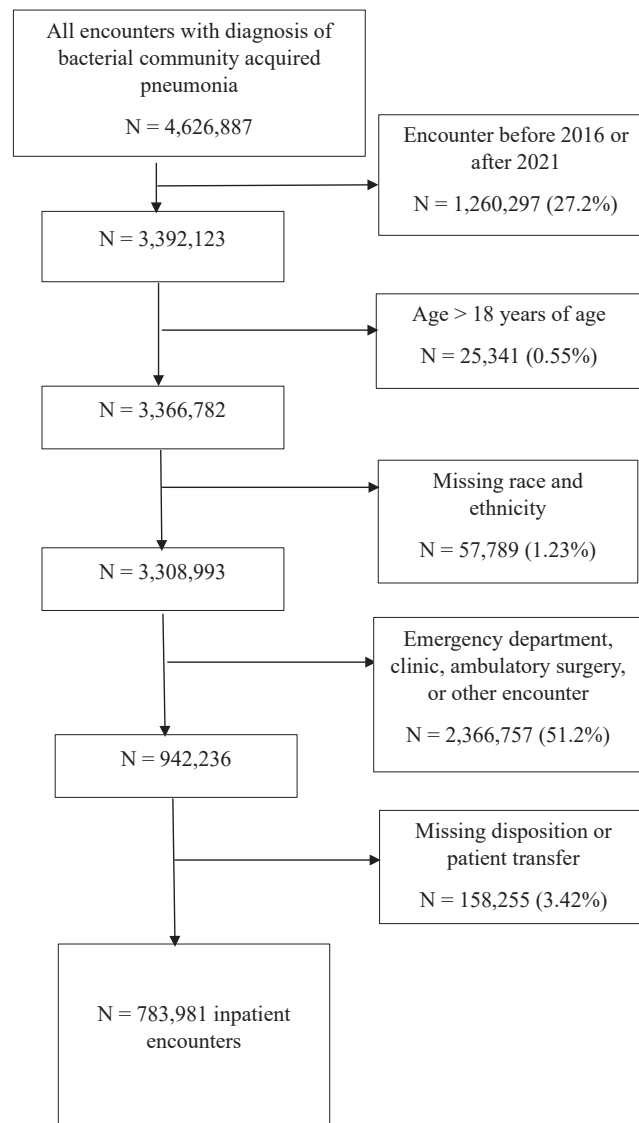 All encounters with diagnosis of
bacterial community acquired
pneumonia
N = 4,626,887
Encounter before 2016 or
after 2021
N = 1,260,297 (27.2%)
N = 3,392,123
Age > 18 years of age
N = 25,341 (0.55%)
N = 3,366,782
Missing race and
ethnicity
N = 57,789 (1.23%)
N = 3,308,993
Emergency department,
clinic, ambulatory surgery,
or other encounter
N = 2,366,757 (51.2%)
N = 942,236
Missing disposition or
patient transfer
N = 158,255 (3.42%)
N = 783,981 inpatient
encounters